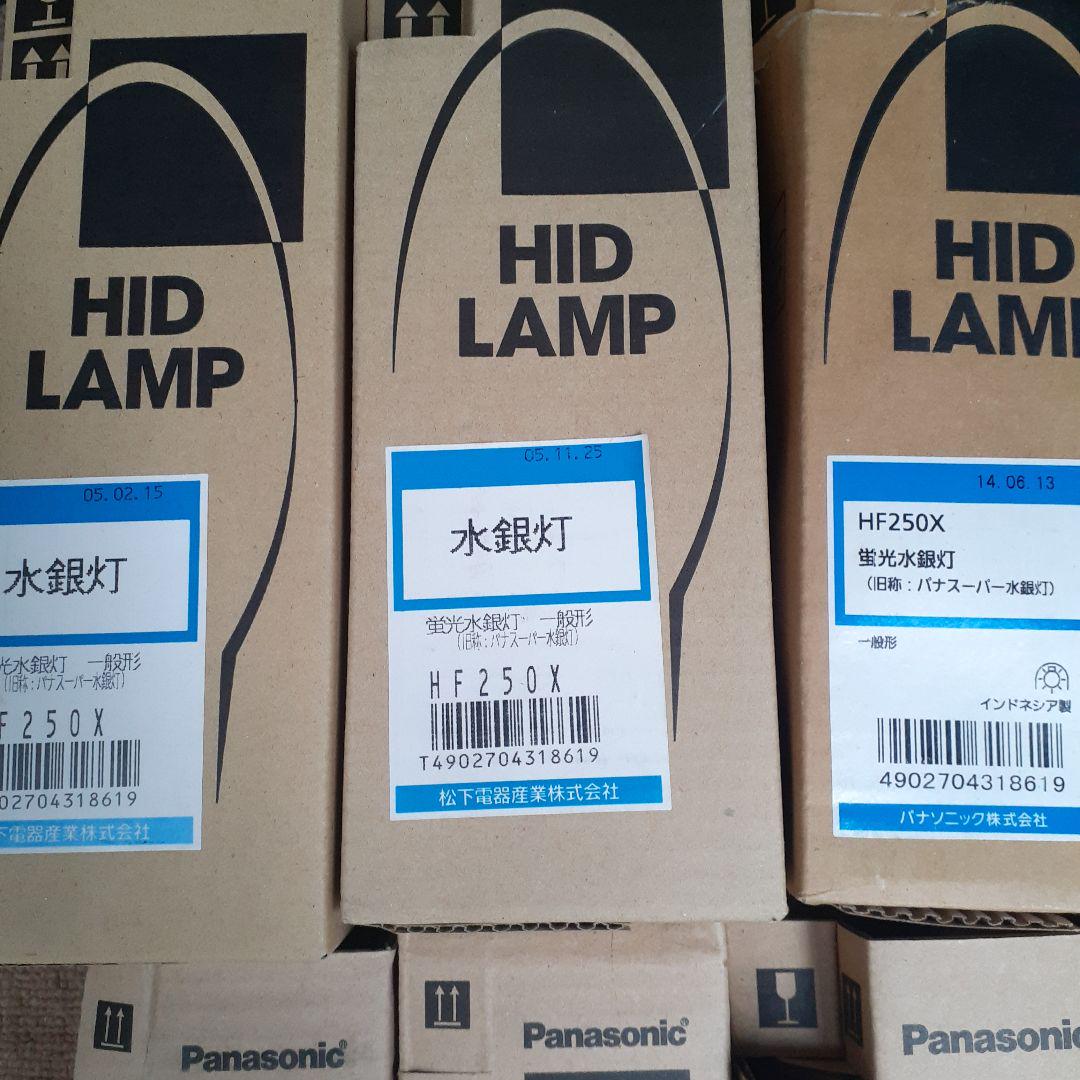 HID
LAMP
05.02.15
水銀灯
光水銀灯 一般形
(旧称:パナスーパー水銀灯)
F250X
02704318619
下電器産業株式会社
HID
LAMP
05.11.25
水銀灯
蛍光水銀灯 一般形
(旧称:パナスーパー水銀灯)
HF250X
T4902704318619
松下電器産業株式会社
HID
LAM
14.06.13
HF250X
蛍光水銀灯
(旧称:パナスーパー水銀灯)
一般形
インドネシア製
4902704318619
パナソニック株式会社
Panasonic
Panasonic
Panasonic